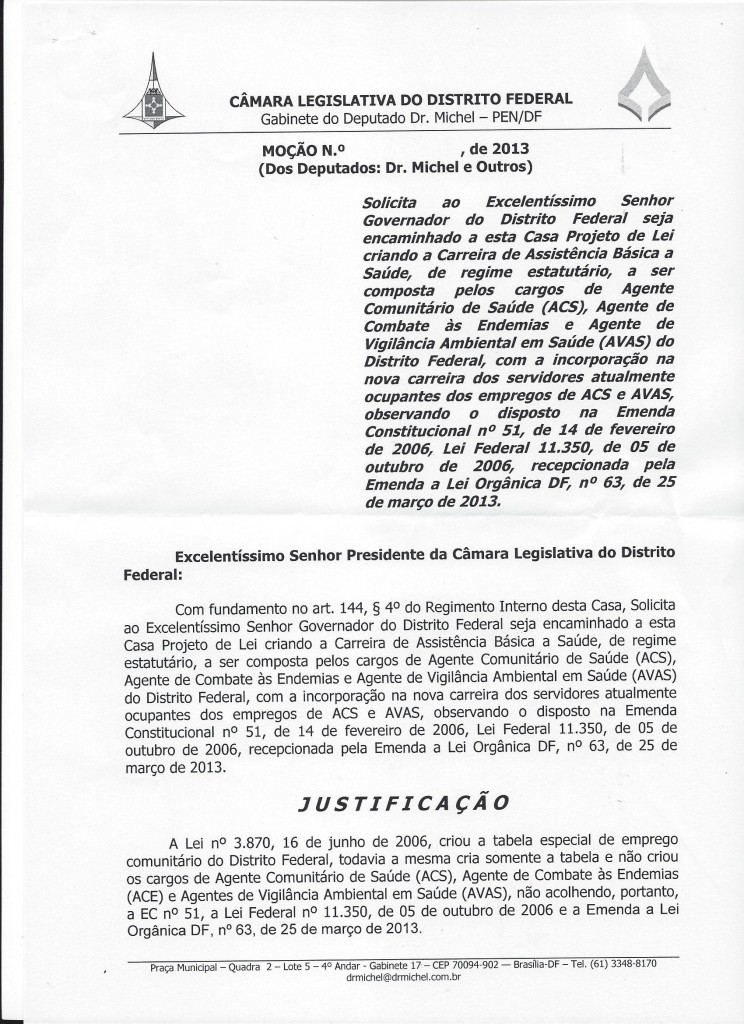 CÂMARA LEGISLATIVA DO DISTRITO FEDERAL
Gabinete do Deputado Dr. Michel – PEN/DF
MOÇÃO N.º , de 2013
(Dos Deputados: Dr. Michel e Outros)
Solicita ao Excelentíssimo Senhor
Governador do Distrito Federal seja
encaminhado a esta Casa Projeto de Lei
criando a Carreira de Assistência Básica a
Saúde, de regime estatutário, a ser
composta pelos cargos de Agente
Comunitário de Saúde (ACS), Agente de
Combate às Endemias e Agente de
Vigilância Ambiental em Saúde (AVAS) do
Distrito Federal, com a incorporação na
nova carreira dos servidores atualmente
ocupantes dos empregos de ACS e AVAS,
observando o disposto na Emenda
Constitucional nº 51, de 14 de fevereiro
de 2006, Lei Federal 11.350, de 05 de
outubro de 2006, recepcionada pela
Emenda a Lei Orgânica DF, nº 63, de 25
de março de 2013.
Excelentíssimo Senhor Presidente da Câmara Legislativa do Distrito
Federal:
Com fundamento no art. 144, § 4º do Regimento Interno desta Casa, Solicita
ao Excelentíssimo Senhor Governador do Distrito Federal seja encaminhado a esta
Casa Projeto de Lei criando a Carreira de Assistência Básica a Saúde, de regime
estatutário, a ser composta pelos cargos de Agente Comunitário de Saúde (ACS),
Agente de Combate às Endemias e Agente de Vigilância Ambiental em Saúde (AVAS)
do Distrito Federal, com a incorporação na nova carreira dos servidores atualmente
ocupantes dos empregos de ACS e AVAS, observando o disposto na Emenda
Constitucional nº 51, de 14 de fevereiro de 2006, Lei Federal 11.350, de 05 de
outubro de 2006, recepcionada pela Emenda a Lei Orgânica DF, nº 63, de 25 de
março de 2013.
JUSTIFICAÇÃO
A Lei nº 3.870, 16 de junho de 2006, criou a tabela especial de emprego
comunitário do Distrito Federal, todavia a mesma cria somente a tabela e não criou
os cargos de Agente Comunitário de Saúde (ACS), Agente de Combate às Endemias
(ACE) e Agentes de Vigilância Ambiental em Saúde (AVAS), não acolhendo, portanto,
a EC nº 51, a Lei Federal nº 11.350, de 05 de outubro de 2006 e a Emenda a Lei
Orgânica DF, nº 63, de 25 de março de 2013.
Praça Municipal – Quadra 2 – Lote 5 – 4º Andar - Gabinete 17 – CEP 70094-902 — Brasília-DF – Tel. (61) 3348-8170
drmichel@drmichel.com.br